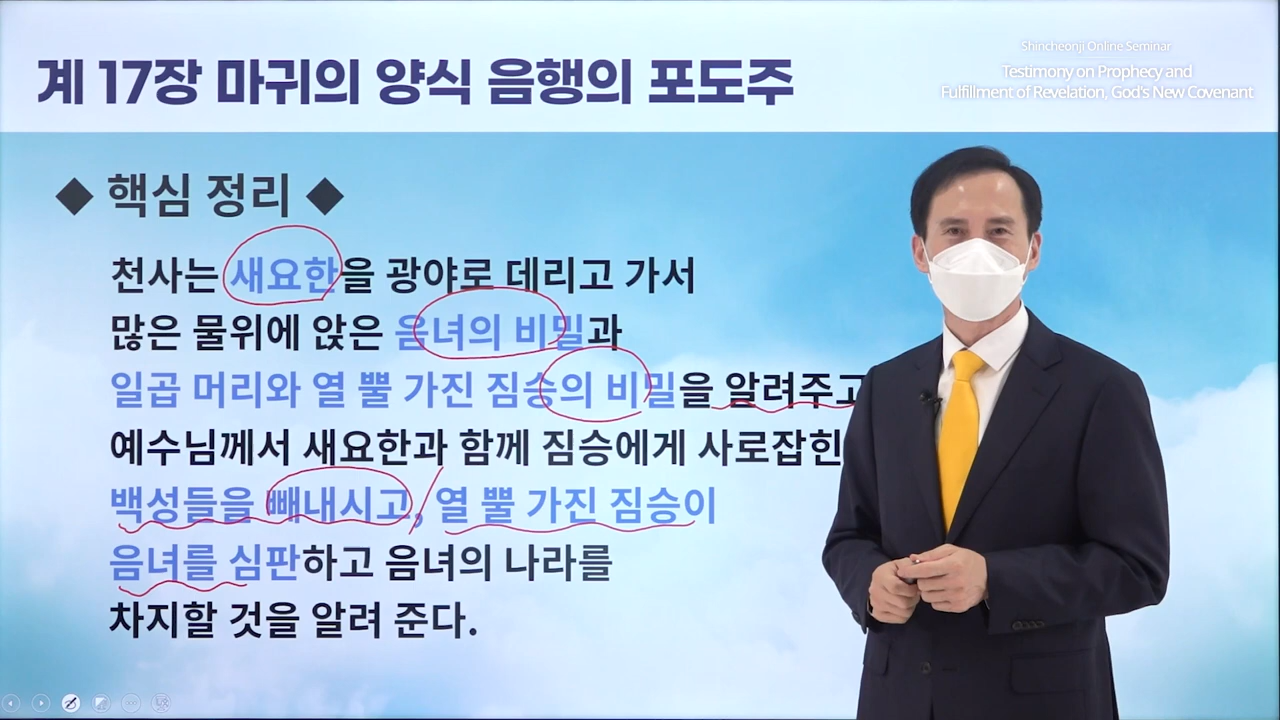 계 17장 마귀의 양식 음행의 포도주
Shincheonji Online Seminar
Testimony on Prophecy and
Fulfillment of Revelation, God's New Covenant
◆ 핵심 정리 ◆
천사는 새요한을 광야로 데리고 가서
많은 물위에 앉은 음녀의 비밀과
일곱 머리와 열 뿔 가진 짐승의 비밀을 알려주고
예수님께서 새요한과 함께 짐승에게 사로잡힌
백성들을 빼내시고, 열 뿔 가진 짐승이
음녀를 심판하고 음녀의 나라를
차지할 것을 알려 준다.